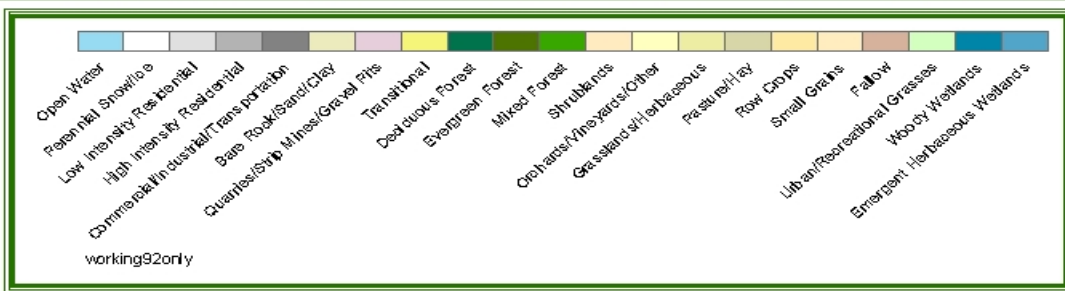 Open Water
Perennial Snow/Ice
Low Intensity Residential
High Intensity Residential
Commercial/Industrial/Transportation
Bare Rock/Sand/Clay
Quarries/Strip Mines/Gravel Pits
Transitional
Deciduous Forest
Evergreen Forest
Mixed Forest
Shrublands
Orchards/Vineyards/Other
Grasslands/Herbaceous
Pasture/Hay
Row Crops
Small Grains
Fallow
Urban/Recreational Grasses
Woody Wetlands
Emergent Herbaceous Wetlands
working92only